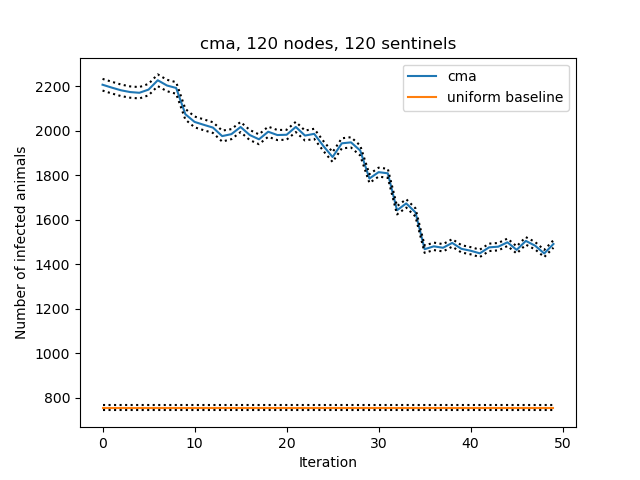 cma, 120 nodes, 120 sentinels
cma
uniform baseline
Number of infected animals
2200
2000
1800
1600
1400
1200
1000
800
0 10 20 30 40 50
Iteration